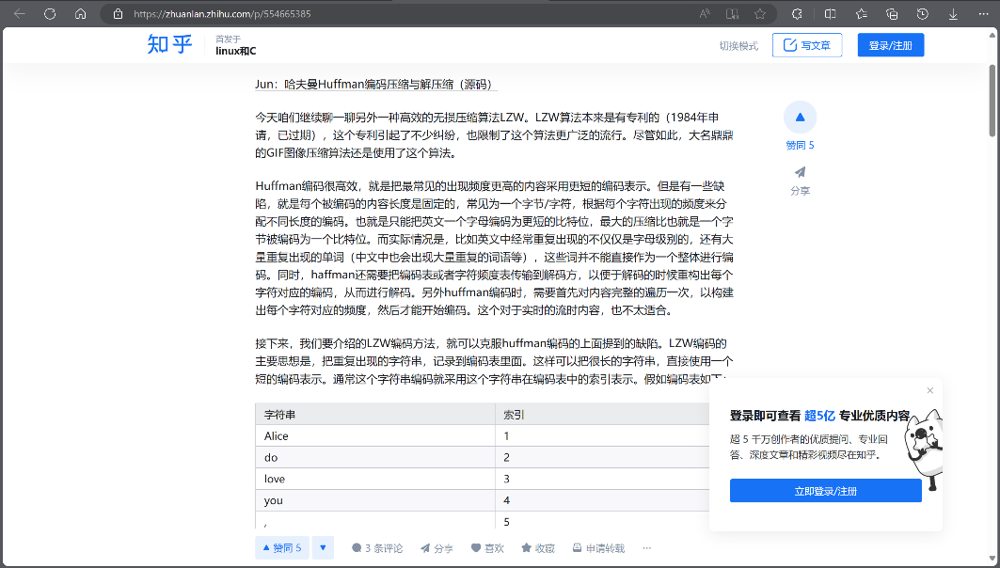 https://zhuanlan.zhihu.com/p/554665385
知乎
首发于
linux和C
切换模式
写文章
登录/注册
Jun：哈夫曼Huffman编码压缩与解压缩（源码）
今天咱们继续聊一聊另外一种高效的无损压缩算法LZW。LZW算法本来是有专利的（1984年申
请，已过期），这个专利引起了不少纠纷，也限制了这个算法更广泛的流行。尽管如此，大名鼎鼎
的GIF图像压缩算法还是使用了这个算法。
Huffman编码很高效，就是把最常见的出现频度更高的内容采用更短的编码表示。但是有一些缺
陷，就是每个被编码的内容长度是固定的，常见为一个字节/字符，根据每个字符出现的频度来分
配不同长度的编码。也就是只能把英文一个字母编码为更短的比特位，最大的压缩比也就是一个字
节被编码为一个比特位。而实际情况是，比如英文中经常重复出现的不仅仅是字母级别的，还有大
量重复出现的单词（中文中也会出现大量重复的词语等），这些词并不能直接作为一个整体进行编
码。同时，haffman还需要把编码表或者字符频度表传输到解码方，以便于解码的时候重构出每个
字符对应的编码，从而进行解码。另外huffman编码时，需要首先对内容完整的遍历一次，以构建
出每个字符对应的频度，然后才能开始编码。这个对于实时的流时内容，也不太适合。
接下来，我们要介绍的LZW编码方法，就可以克服huffman编码的上面提到的缺陷。LZW编码的
主要思想是，把重复出现的字符串，记录到编码表里面。这样可以把很长的字符串，直接使用一个
短的编码表示。通常这个字符串编码就采用这个字符串在编码表中的索引表示。假如编码表如下：
字符串 索引
Alice 1
do 2
love 3
you 4
, 5
赞同 5
分享
登录即可查看 超5亿 专业优质内容
超 5 千万创作者的优质提问、专业回
答、深度文章和精彩视频尽在知乎。
立即登录/注册
赞同 5 3 条评论 分享 喜欢 收藏 申请转载 ···